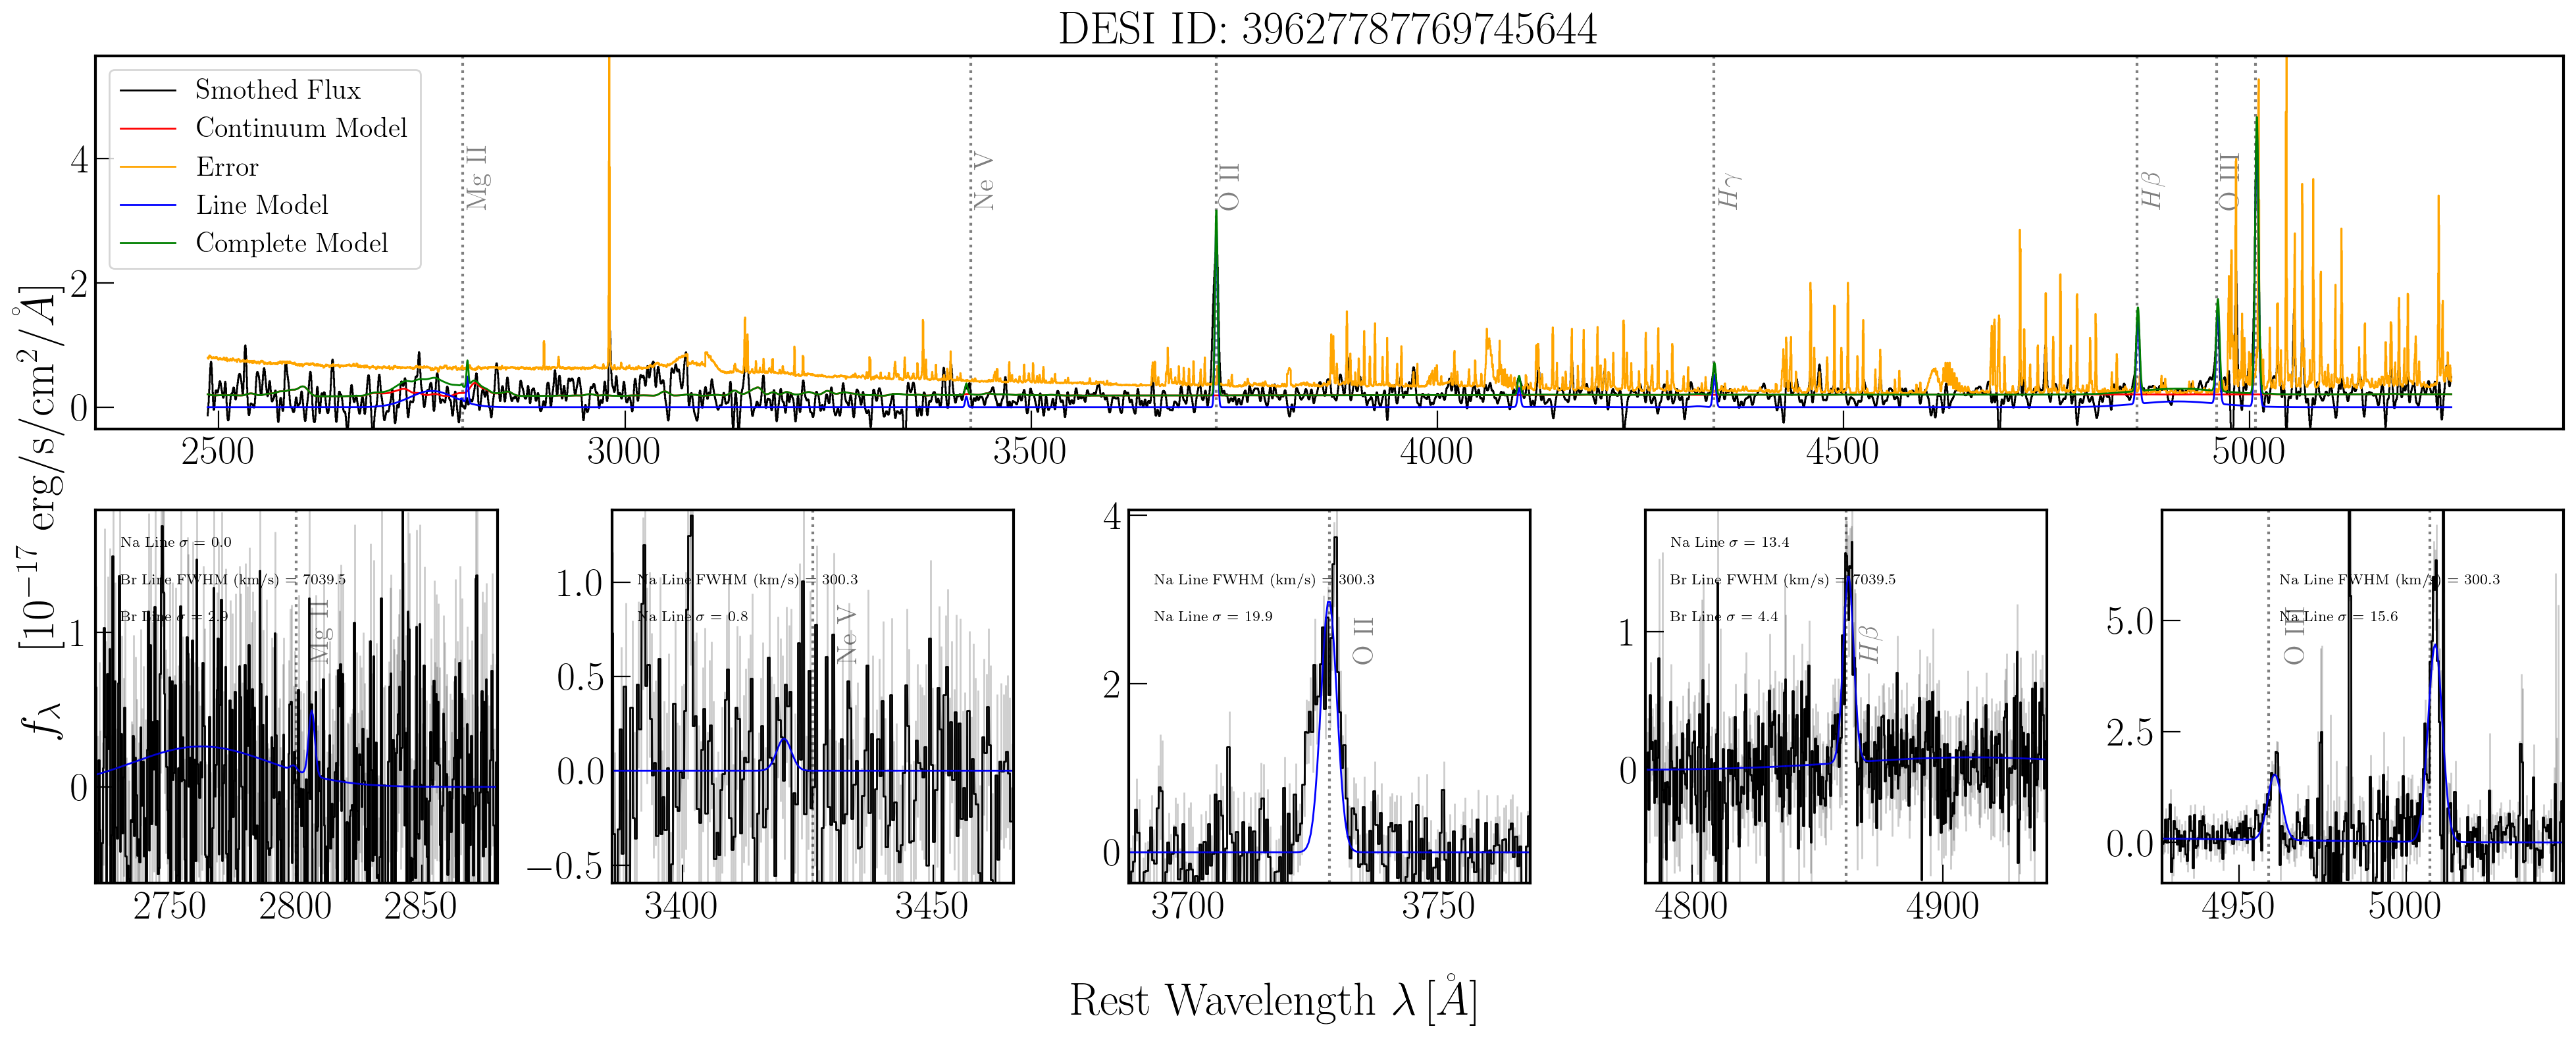 DESI ID: 39627787769745644
Smothed Flux
Continuum Model
Error
Line Model
Complete Model
Mg II
Ne V
O II
Hγ
Hβ
O III
4
2
0
2500 3000 3500 4000 4500 5000
f_λ [10^{-17} erg/s/cm^2/Å]
Na Line σ = 0.0
Br Line FWHM (km/s) = 7039.5
Br Line σ = 2.9
Mg II
1
0
2750 2800 2850
Na Line FWHM (km/s) = 300.3
Na Line σ = 0.8
Ne V
1.0
0.5
0.0
−0.5
3400 3450
Na Line FWHM (km/s) = 300.3
Na Line σ = 19.9
O II
4
2
0
3700 3750
Na Line σ = 13.4
Br Line FWHM (km/s) = 7039.5
Br Line σ = 4.4
Hβ
1
0
4800 4900
Na Line FWHM (km/s) = 300.3
Na Line σ = 15.6
O III
5.0
2.5
0.0
4950 5000
Rest Wavelength λ [Å]